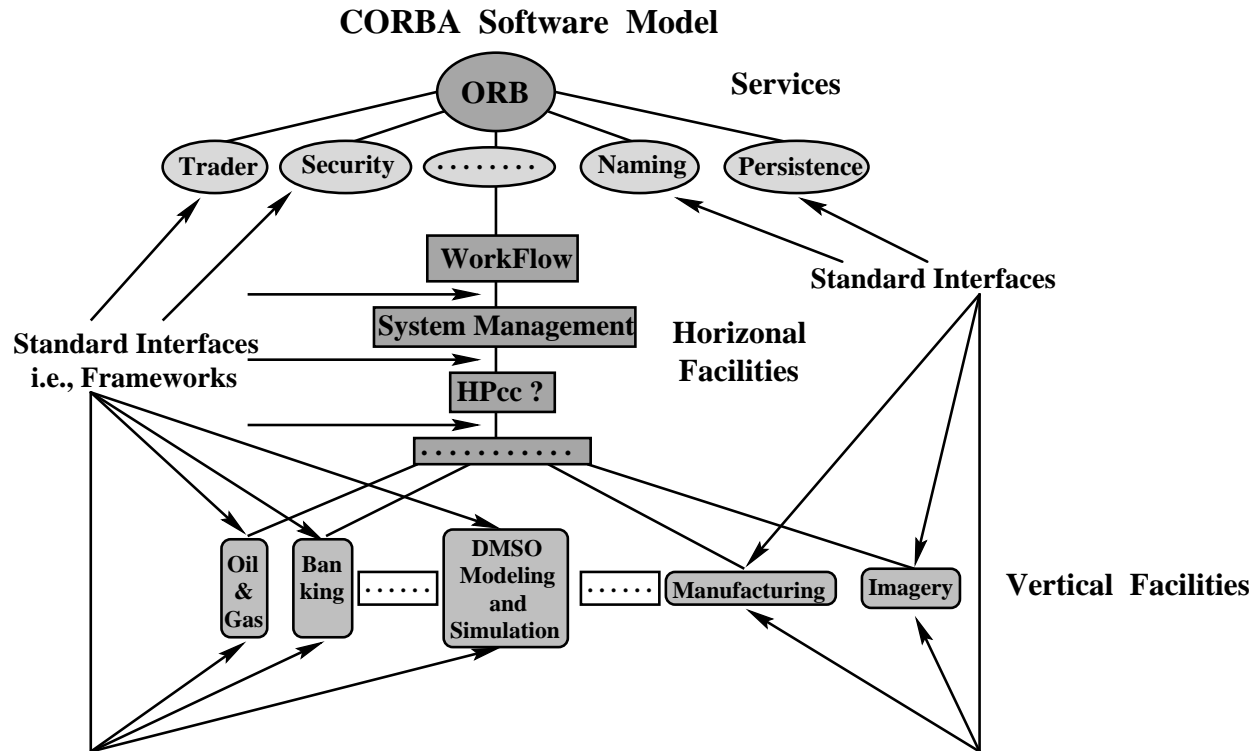 CORBA Software Model
ORB
Services
Trader
Security
. . . . . . . .
Naming
Persistence
WorkFlow
Standard Interfaces
System Management
Horizonal
Facilities
Standard Interfaces
i.e., Frameworks
HPcc ?
. . . . . . . . . . .
Oil
&
Gas
Ban
king
. . . . . .
DMSO
Modeling
and
Simulation
. . . . . .
Manufacturing
Imagery
Vertical Facilities